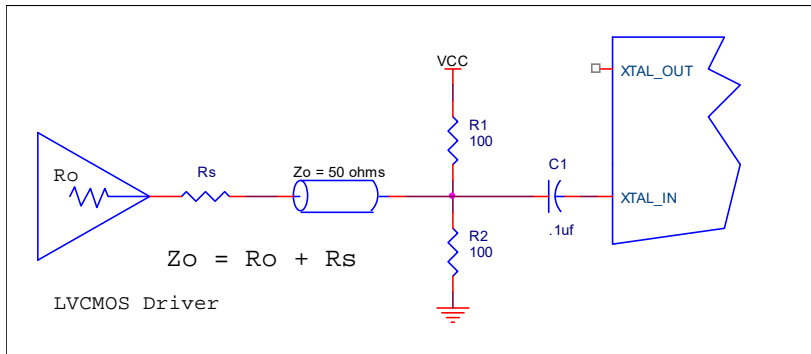 VCC
XTAL_OUT
R1
100
Ro
Rs
Zo = 50 ohms
C1
XTAL_IN
.1uf
R2
100
Zo = Ro + Rs
LVCMOS Driver